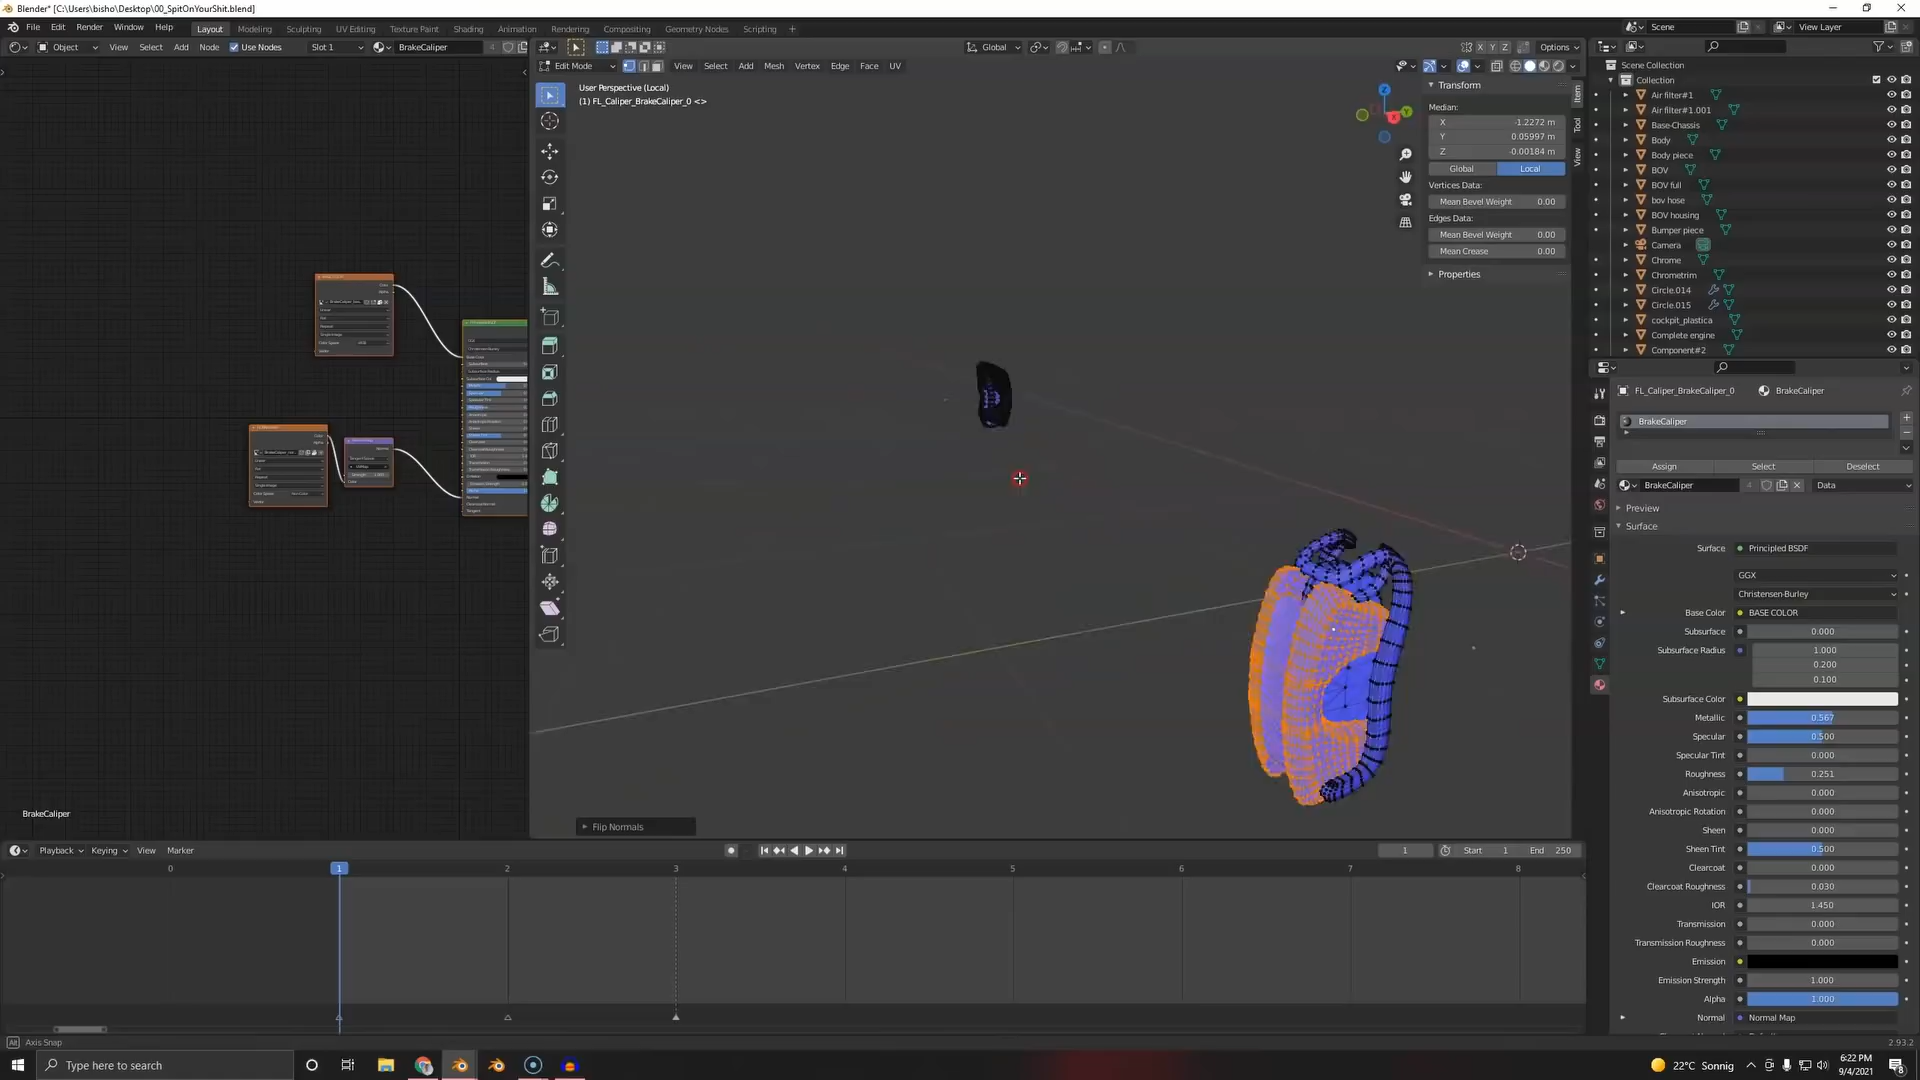 Blender* [C:\Users\bisho\Desktop\00_SpitOnYourShit.blend]
File Edit Render Window Help Layout Modeling Sculpting UV Editing Texture Paint Shading Animation Rendering Compositing Geometry Nodes Scripting + Scene View Layer
Object View Select Add Node Use Nodes Slot 1 BrakeCaliper 4 Global X Y Z Options
Edit Mode View Select Add Mesh Vertex Edge Face UV
User Perspective (Local)
(1) FL_Caliper_BrakeCaliper_0 <>
Transform
Median:
X -1.2272 m
Y 0.05997 m
Z -0.00184 m
Global Local
Vertices Data:
Mean Bevel Weight 0.00
Edges Data:
Mean Bevel Weight 0.00
Mean Crease 0.00
Properties
Item
Tool
View
Z
Y
X
Scene Collection
Collection
Air filter#1
Air filter#1.001
Base-Chassis
Body
Body piece
BOV
BOV full
bov hose
BOV housing
Bumper piece
Camera
Chrome
Chrometrim
Circle.014
Circle.015
cockpit_plastica
Complete engine
Component#2
FL_Caliper_BrakeCaliper_0 BrakeCaliper
BrakeCaliper
Assign Select Deselect
BrakeCaliper 4 Data
Preview
Surface
Surface Principled BSDF
GGX
Christensen-Burley
Base Color BASE COLOR
Subsurface 0.000
Subsurface Radius 1.000
0.200
0.100
Subsurface Color
Metallic 0.567
Specular 0.500
Specular Tint 0.000
Roughness 0.251
Anisotropic 0.000
Anisotropic Rotation 0.000
Sheen 0.000
Sheen Tint 0.500
Clearcoat 0.000
Clearcoat Roughness 0.030
IOR 1.450
Transmission 0.000
Transmission Roughness 0.000
Emission
Emission Strength 1.000
Alpha 1.000
Normal Normal Map
BrakeCaliper
Flip Normals
Playback Keying View Marker 1 Start 1 End 250
0 1 2 3 4 5 6 7 8
Alt Axis Snap 2.93.2
Type here to search 22°C Sonnig 6:22 PM
9/4/2021 8